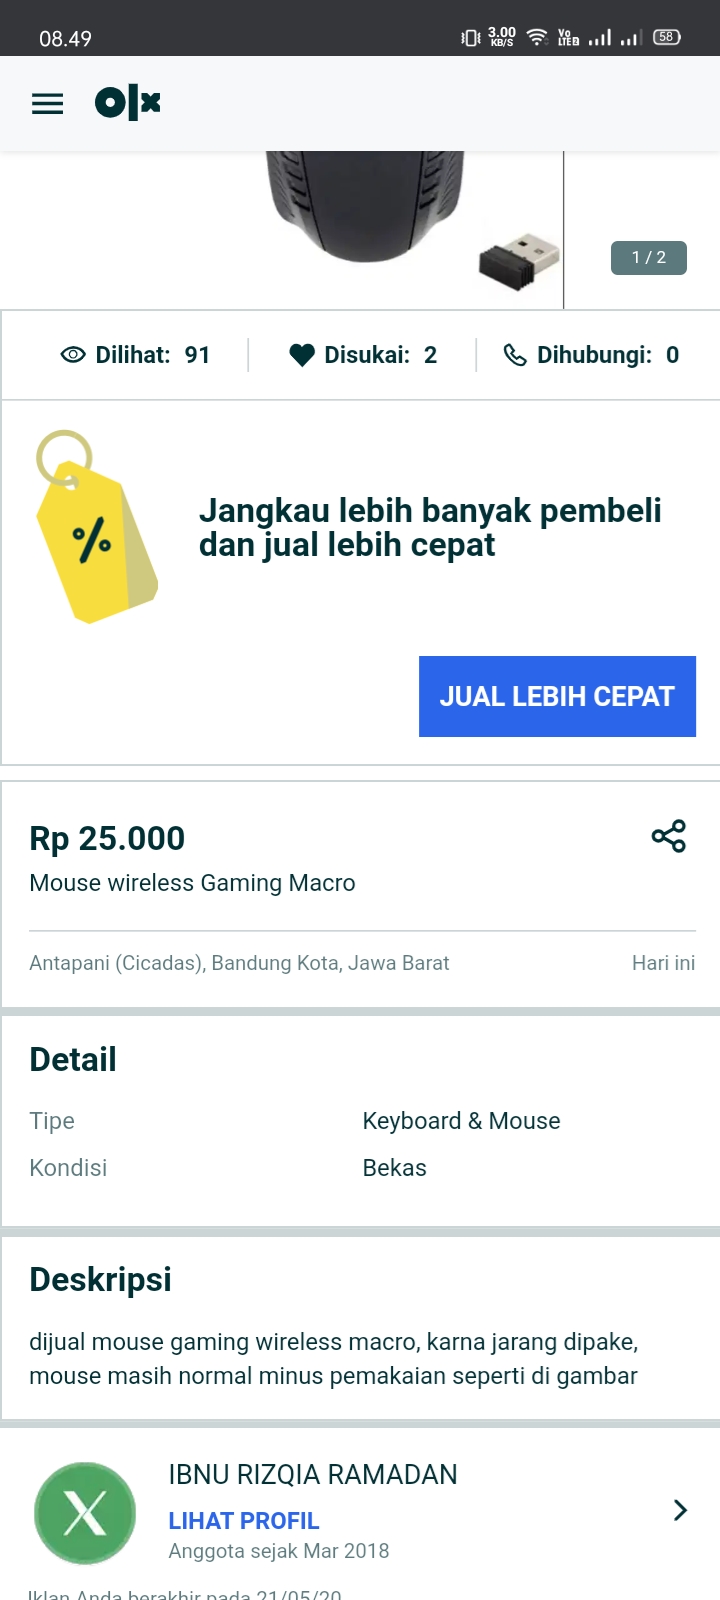 08.49
3.00
KB/S
Vo
LTE2
58
olx
1 / 2
Dilihat: 91
Disukai: 2
Dihubungi: 0
%
Jangkau lebih banyak pembeli
dan jual lebih cepat
JUAL LEBIH CEPAT
Rp 25.000
Mouse wireless Gaming Macro
Antapani (Cicadas), Bandung Kota, Jawa Barat
Hari ini
Detail
Tipe
Keyboard & Mouse
Kondisi
Bekas
Deskripsi
dijual mouse gaming wireless macro, karna jarang dipake,
mouse masih normal minus pemakaian seperti di gambar
X
IBNU RIZQIA RAMADAN
LIHAT PROFIL
Anggota sejak Mar 2018
Iklan Anda berakhir pada 21/05/20